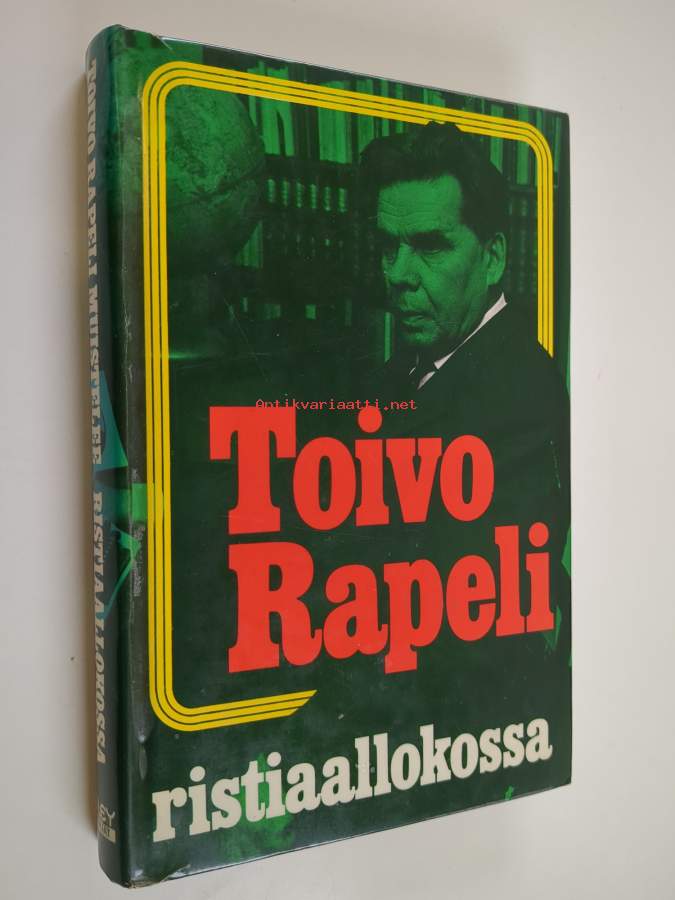 TOIVO RAPELI MUISTELEE RISTIAALLOKOSSA
Antikvariaatti.net
Toivo
Rapeli
ristiaallokossa